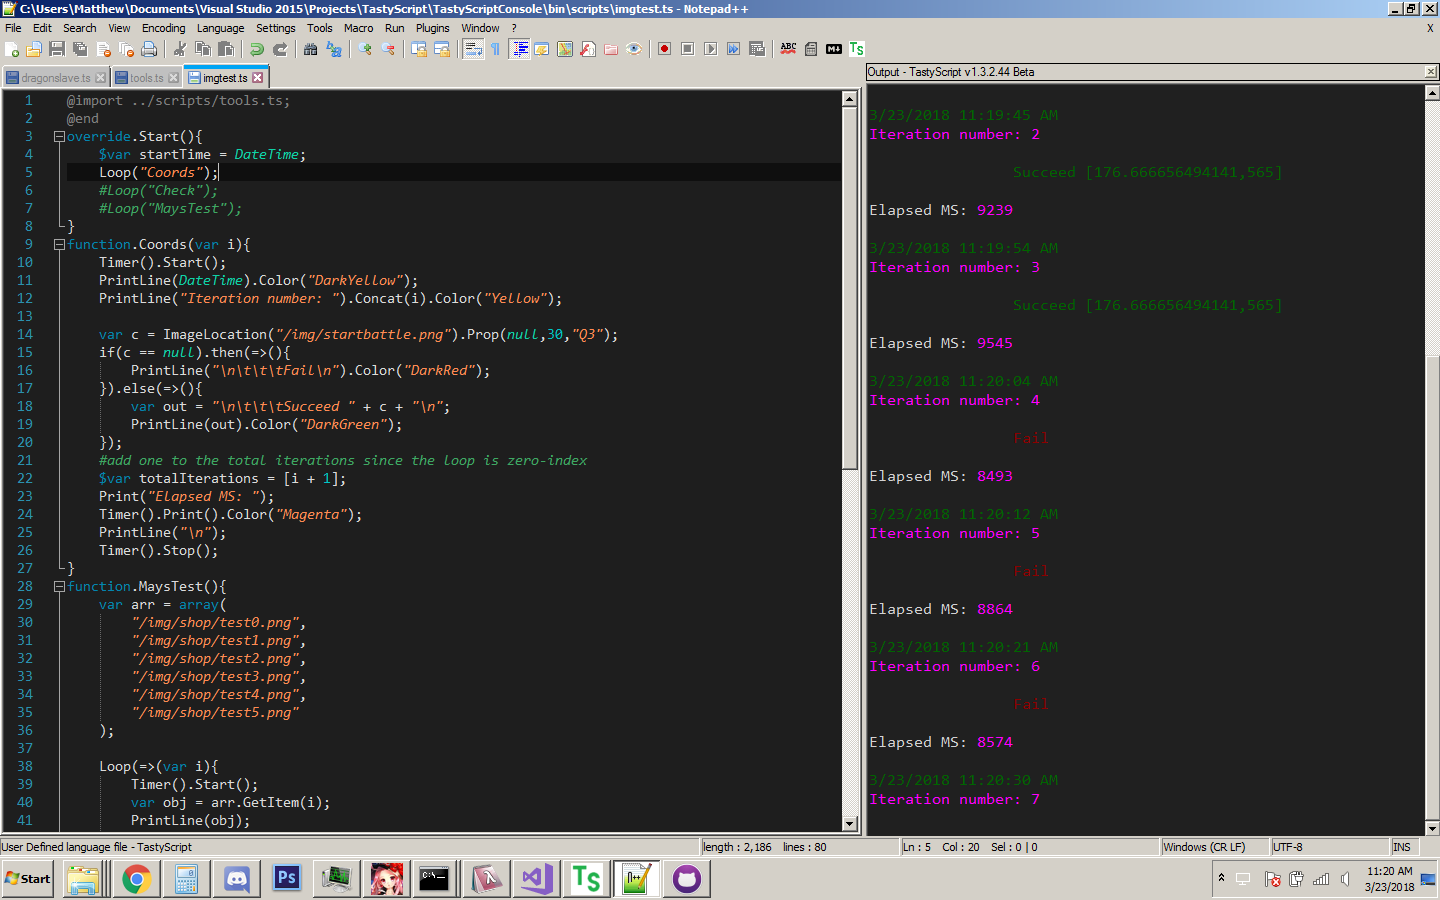 C:\Users\Matthew\Documents\Visual Studio 2015\Projects\TastyScript\TastyScriptConsole\bin\scripts\imgtest.ts - Notepad++
File Edit Search View Encoding Language Settings Tools Macro Run Plugins Window ? X
dragonslave.ts tools.ts imgtest.ts
1 @import ../scripts/tools.ts;
2 @end
3 override.Start(){
4 $var startTime = DateTime;
5 Loop("Coords");
6 #Loop("Check");
7 #Loop("MaysTest");
8 }
9 function.Coords(var i){
10 Timer().Start();
11 PrintLine(DateTime).Color("DarkYellow");
12 PrintLine("Iteration number: ").Concat(i).Color("Yellow");
13
14 var c = ImageLocation("/img/startbattle.png").Prop(null,30,"Q3");
15 if(c == null).then(=>(){
16 PrintLine("\n\t\t\tFail\n").Color("DarkRed");
17 }).else(=>(){
18 var out = "\n\t\t\tSucceed " + c + "\n";
19 PrintLine(out).Color("DarkGreen");
20 });
21 #add one to the total iterations since the loop is zero-index
22 $var totalIterations = [i + 1];
23 Print("Elapsed MS: ");
24 Timer().Print().Color("Magenta");
25 PrintLine("\n");
26 Timer().Stop();
27 }
28 function.MaysTest(){
29 var arr = array(
30 "/img/shop/test0.png",
31 "/img/shop/test1.png",
32 "/img/shop/test2.png",
33 "/img/shop/test3.png",
34 "/img/shop/test4.png",
35 "/img/shop/test5.png"
36 );
37
38 Loop(=>(var i){
39 Timer().Start();
40 var obj = arr.GetItem(i);
41 PrintLine(obj);
Output - TastyScript v1.3.2.44 Beta
3/23/2018 11:19:45 AM
Iteration number: 2
Succeed [176.666656494141,565]
Elapsed MS: 9239
3/23/2018 11:19:54 AM
Iteration number: 3
Succeed [176.666656494141,565]
Elapsed MS: 9545
3/23/2018 11:20:04 AM
Iteration number: 4
Fail
Elapsed MS: 8493
3/23/2018 11:20:12 AM
Iteration number: 5
Fail
Elapsed MS: 8864
3/23/2018 11:20:21 AM
Iteration number: 6
Fail
Elapsed MS: 8574
3/23/2018 11:20:30 AM
Iteration number: 7
User Defined language file - TastyScript length : 2,186 lines : 80 Ln : 5 Col : 20 Sel : 0 | 0 Windows (CR LF) UTF-8 INS
Start Ps C:\ TS 11:20 AM
3/23/2018